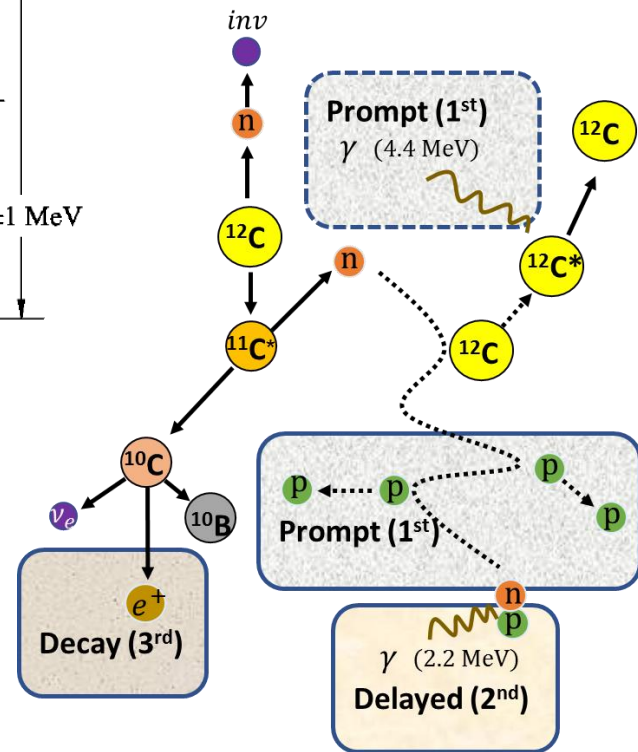 inv
n
Prompt (1ˢᵗ)
γ (4.4 MeV)
¹²C
¹²C
¹²C*
1 MeV
n
¹¹C*
¹²C
¹⁰C
p
p
p
p
νₑ
¹⁰B
Prompt (1ˢᵗ)
n
p
e⁺
Decay (3ʳᵈ)
γ (2.2 MeV)
Delayed (2ⁿᵈ)